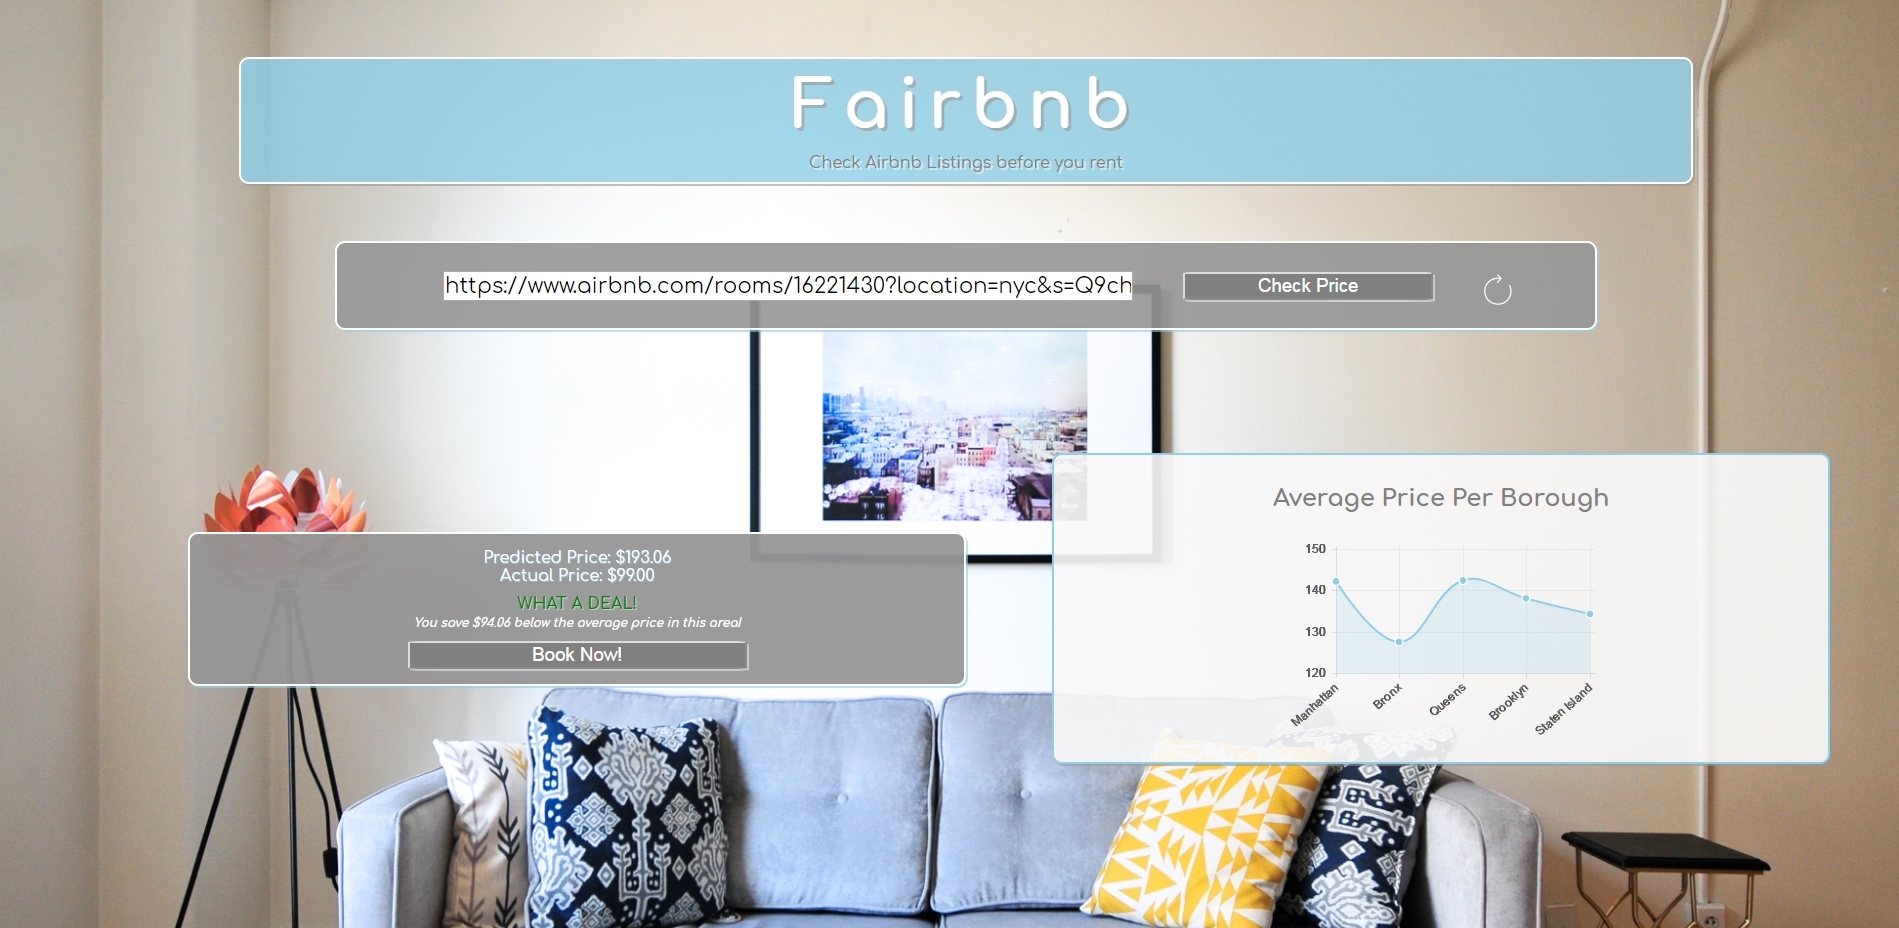 Fairbnb
Check Airbnb Listings before you rent
https://www.airbnb.com/rooms/16221430?location=nyc&s=Q9ch
Check Price
Predicted Price: $193.06
Actual Price: $99.00
WHAT A DEAL!
You save $94.06 below the average price in this area!
Book Now!
Average Price Per Borough
150
140
130
120
Manhattan
Bronx
Queens
Brooklyn
Staten Island